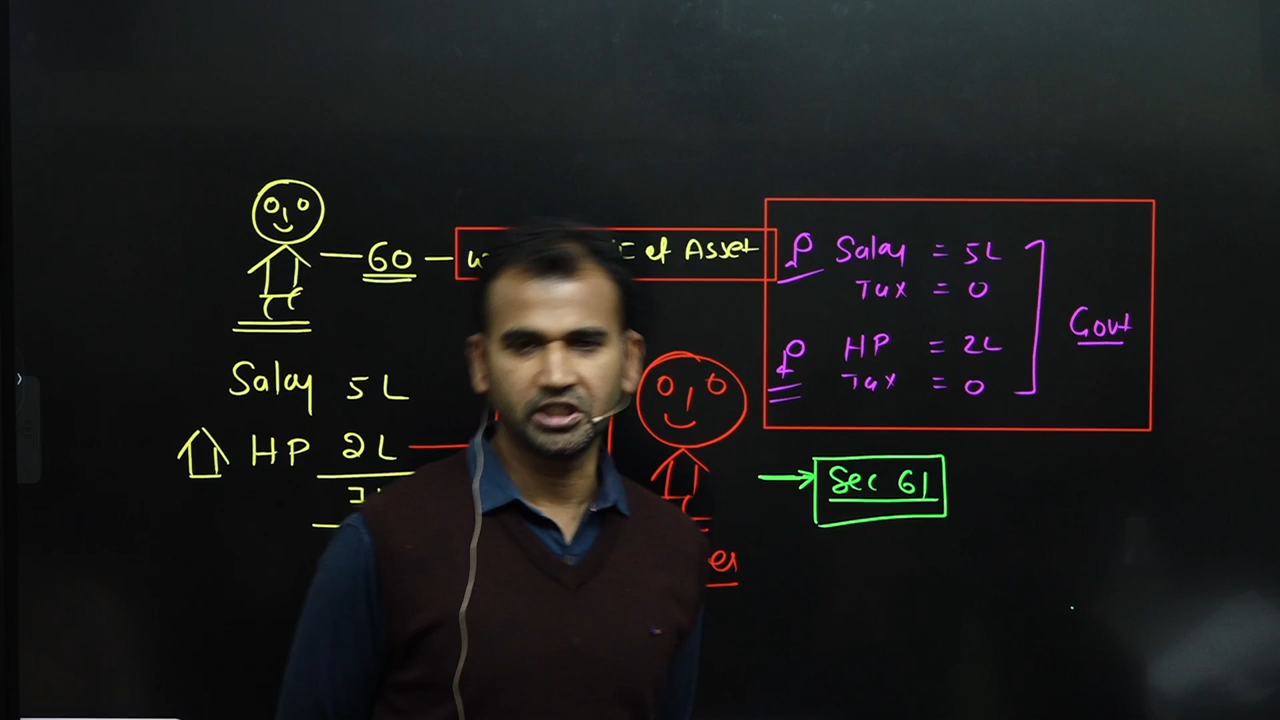 60
of Asset
Salay = 5L
Tax = 0
HP = 2L
Tax = 0
Govt
Salay 5L
HP 2L
Sec 61